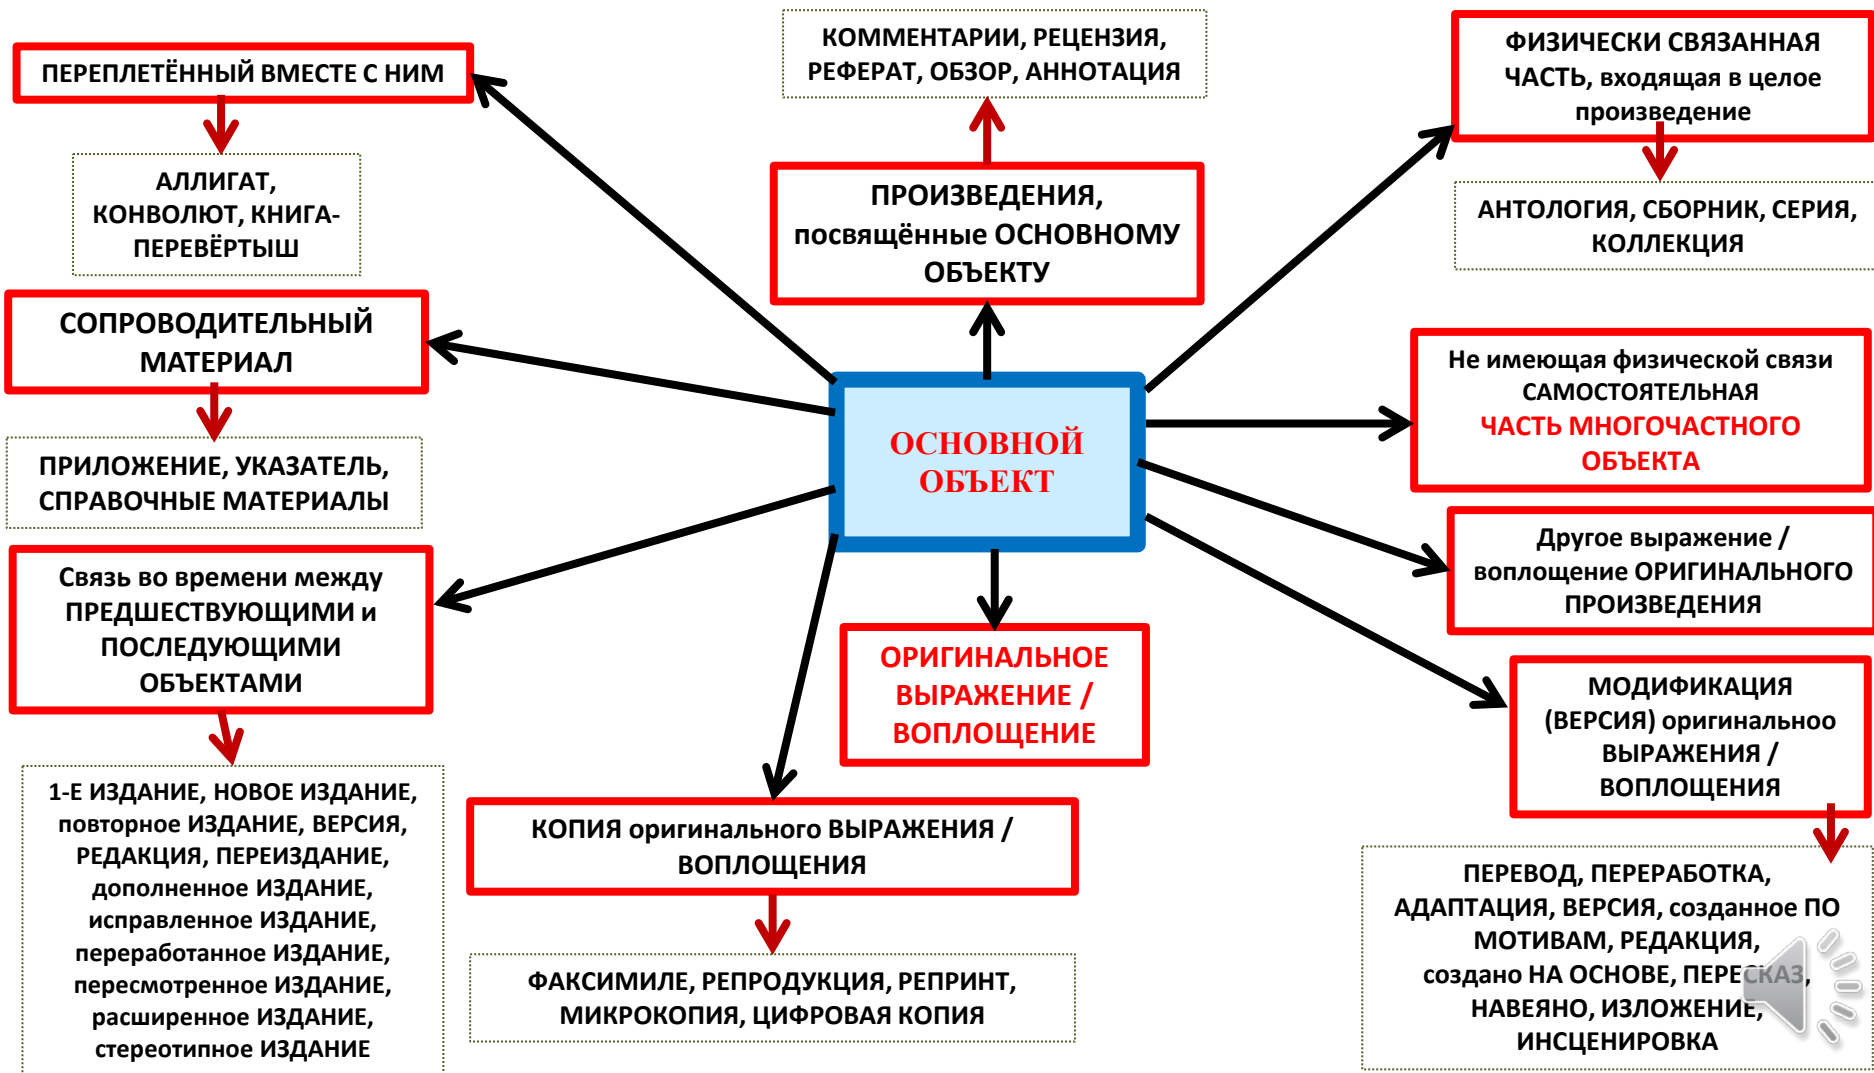 ПЕРЕПЛЕТЁННЫЙ ВМЕСТЕ С НИМ
АЛЛИГАТ,
КОНВОЛЮТ, КНИГА-
ПЕРЕВЁРТЫШ
СОПРОВОДИТЕЛЬНЫЙ
МАТЕРИАЛ
ПРИЛОЖЕНИЕ, УКАЗАТЕЛЬ,
СПРАВОЧНЫЕ МАТЕРИАЛЫ
Связь во времени между
ПРЕДШЕСТВУЮЩИМИ и
ПОСЛЕДУЮЩИМИ
ОБЪЕКТАМИ
1-Е ИЗДАНИЕ, НОВОЕ ИЗДАНИЕ,
повторное ИЗДАНИЕ, ВЕРСИЯ,
РЕДАКЦИЯ, ПЕРЕИЗДАНИЕ,
дополненное ИЗДАНИЕ,
исправленное ИЗДАНИЕ,
переработанное ИЗДАНИЕ,
пересмотренное ИЗДАНИЕ,
расширенное ИЗДАНИЕ,
стереотипное ИЗДАНИЕ
КОММЕНТАРИИ, РЕЦЕНЗИЯ,
РЕФЕРАТ, ОБЗОР, АННОТАЦИЯ
ПРОИЗВЕДЕНИЯ,
посвящённые ОСНОВНОМУ
ОБЪЕКТУ
ОСНОВНОЙ
ОБЪЕКТ
ОРИГИНАЛЬНОЕ
ВЫРАЖЕНИЕ /
ВОПЛОЩЕНИЕ
КОПИЯ оригинального ВЫРАЖЕНИЯ /
ВОПЛОЩЕНИЯ
ФАКСИМИЛЕ, РЕПРОДУКЦИЯ, РЕПРИНТ,
МИКРОКОПИЯ, ЦИФРОВАЯ КОПИЯ
ФИЗИЧЕСКИ СВЯЗАННАЯ
ЧАСТЬ, входящая в целое
произведение
АНТОЛОГИЯ, СБОРНИК, СЕРИЯ,
КОЛЛЕКЦИЯ
Не имеющая физической связи
САМОСТОЯТЕЛЬНАЯ
ЧАСТЬ МНОГОЧАСТНОГО
ОБЪЕКТА
Другое выражение /
воплощение ОРИГИНАЛЬНОГО
ПРОИЗВЕДЕНИЯ
МОДИФИКАЦИЯ
(ВЕРСИЯ) оригинальноо
ВЫРАЖЕНИЯ /
ВОПЛОЩЕНИЯ
ПЕРЕВОД, ПЕРЕРАБОТКА,
АДАПТАЦИЯ, ВЕРСИЯ, созданное ПО
МОТИВАМ, РЕДАКЦИЯ,
создано НА ОСНОВЕ, ПЕРЕСКАЗ,
НАВЕЯНО, ИЗЛОЖЕНИЕ,
ИНСЦЕНИРОВКА